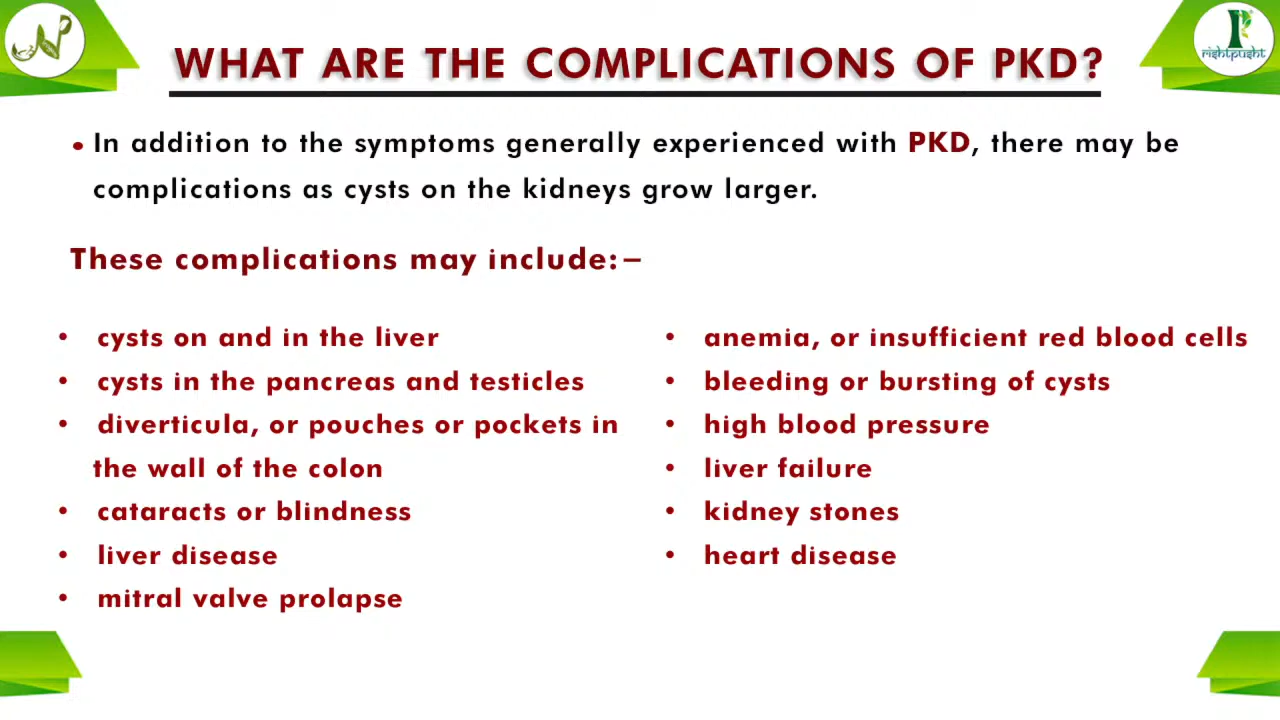 WHAT ARE THE COMPLICATIONS OF PKD?
rishtpusht
• In addition to the symptoms generally experienced with PKD, there may be
complications as cysts on the kidneys grow larger.
These complications may include:–
• cysts on and in the liver
• cysts in the pancreas and testicles
• diverticula, or pouches or pockets in
the wall of the colon
• cataracts or blindness
• liver disease
• mitral valve prolapse
• anemia, or insufficient red blood cells
• bleeding or bursting of cysts
• high blood pressure
• liver failure
• kidney stones
• heart disease